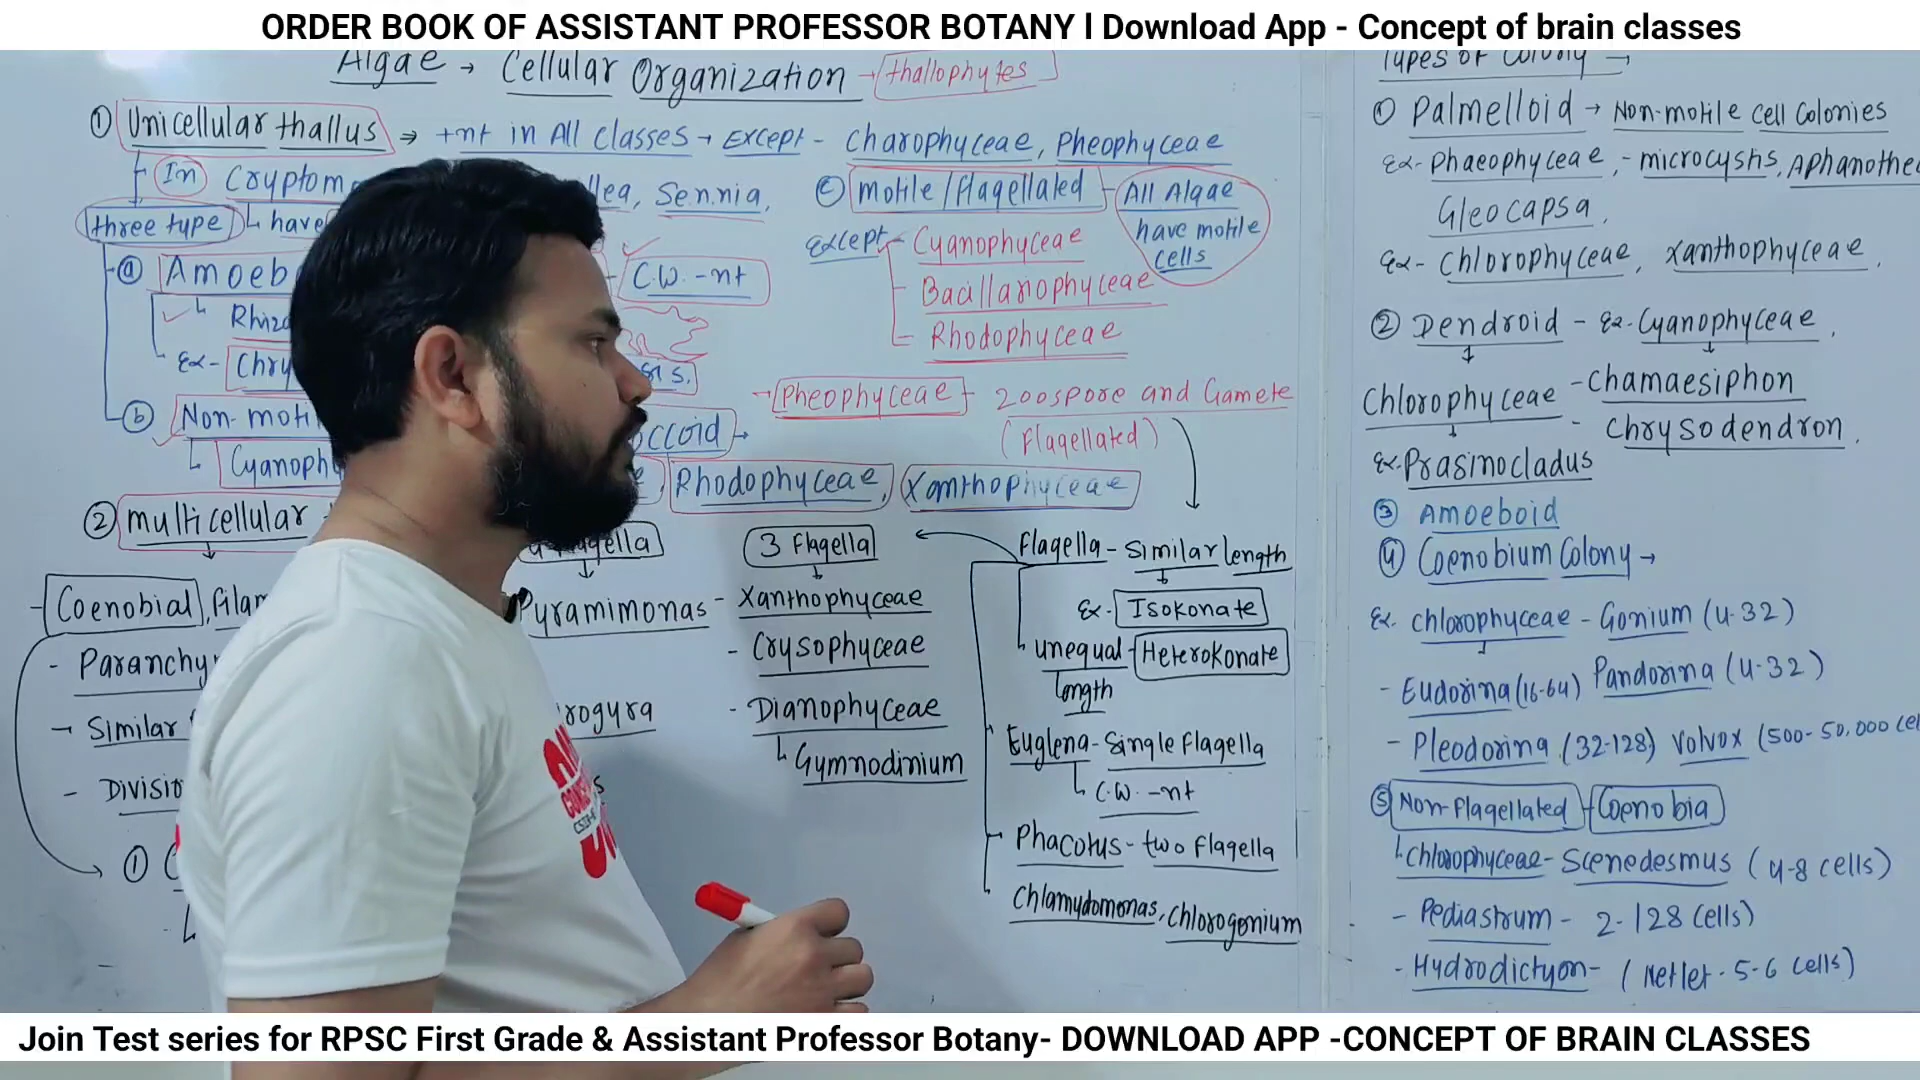 ORDER BOOK OF ASSISTANT PROFESSOR BOTANY l Download App - Concept of brain classes
Algae → Cellular Organization → thallophytes
① Unicellular thallus ⇒ +nt in All Classes → Except - Charophyceae, Pheophyceae
In Cryptom Sennia,
three type have
ⓐ Amoeb C.W. -nt
Rhiz
Ex- Chry
ⓑ Non-moti ccoid →
Cyanoph Rhodophyceae, Xanthophyceae
ⓒ motile/flagellated - All Algae have motile cells
Except - Cyanophyceae
Bacillariophyceae
Rhodophyceae
→ Pheophyceae - zoospore and Gamete
(Flagellated)
② multicellular
- Coenobial, filam
- Paranchy
- Similar
- Divisio
①
flagella
Pyramimonas
rogyra
3 Flagella
- Xanthophyceae
- Crysophyceae
- Dianophyceae
Gymnodinium
Flagella - Similar length
Ex- Isokonate
unequal length - HeteroKonate
Euglena - Single Flagella
C.W. -nt
Phacotus - two Flagella
Chlamydomonas, Chlorogonium
Types of Colony →
① Palmelloid → Non-motile cell Colonies
Ex- Phaeophyceae, - microcystis, Aphanothe
Gleocapsa,
Ex- Chlorophyceae, Xanthophyceae,
② Dendroid - Ex- Cyanophyceae,
Chlorophyceae - Chamaesiphon
- Chrysodendron,
Ex- Prasinocladus
③ Amoeboid
④ Coenobium Colony →
Ex. Chlorophyceae - Gonium (4-32)
- Eudorina (16-64) Pandorina (4-32)
- Pleodorina (32-128) Volvox (500-50,000 cel
⑤ Non-flagellated - Coenobia
Chlorophyceae - Scenedesmus (4-8 cells)
- Pediastrum - 2-128 cells)
- Hydrodictyon - (Netlet - 5-6 cells)
Join Test series for RPSC First Grade & Assistant Professor Botany- DOWNLOAD APP -CONCEPT OF BRAIN CLASSES